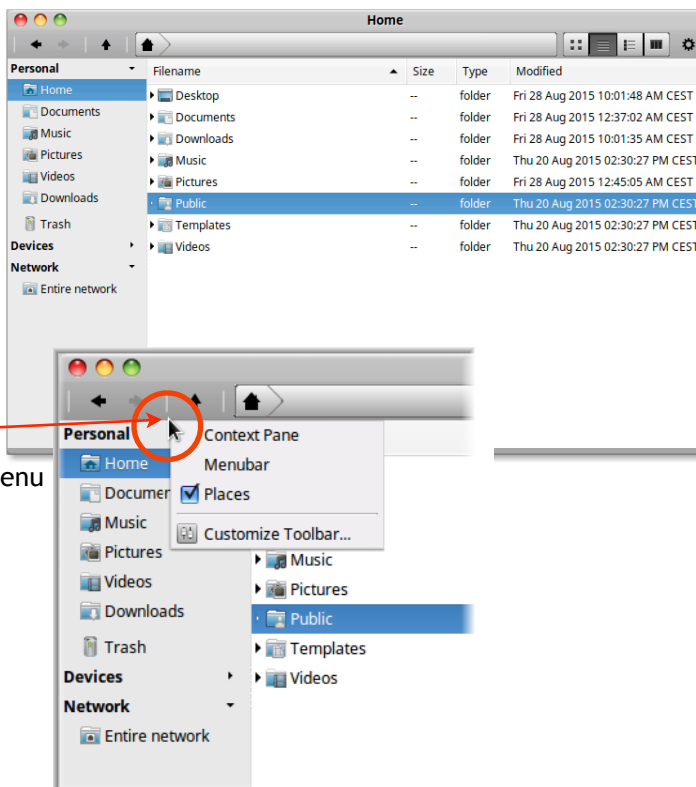 Home
Personal
Filename Size Type Modified
Home
Desktop -- folder Fri 28 Aug 2015 10:01:48 AM CEST
Documents
Documents -- folder Fri 28 Aug 2015 12:37:02 AM CEST
Music
Downloads -- folder Fri 28 Aug 2015 10:01:35 AM CEST
Pictures
Music -- folder Thu 20 Aug 2015 02:30:27 PM CEST
Videos
Pictures -- folder Fri 28 Aug 2015 12:45:05 AM CEST
Downloads
Public -- folder Thu 20 Aug 2015 02:30:27 PM CEST
Trash
Templates -- folder Thu 20 Aug 2015 02:30:27 PM CEST
Devices
Videos -- folder Thu 20 Aug 2015 02:30:27 PM CEST
Network
Entire network
Personal
Context Pane
enu
Home
Menubar
Documer
Places
Music
Customize Toolbar...
Pictures
Music
Videos
Pictures
Downloads
Public
Trash
Templates
Devices
Videos
Network
Entire network